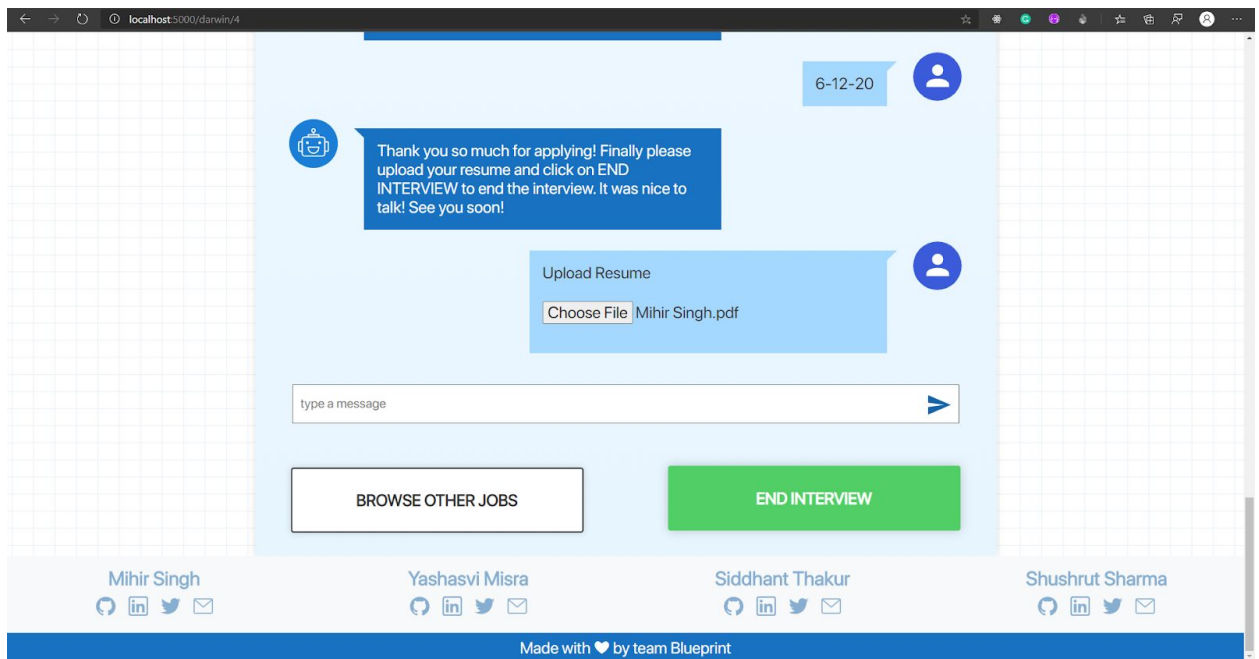 localhost:5000/darwin/4
6-12-20
Thank you so much for applying! Finally please
upload your resume and click on END
INTERVIEW to end the interview. It was nice to
talk! See you soon!
Upload Resume
Choose File Mihir Singh.pdf
type a message
BROWSE OTHER JOBS
END INTERVIEW
Mihir Singh
Yashasvi Misra
Siddhant Thakur
Shushrut Sharma
Made with by team Blueprint